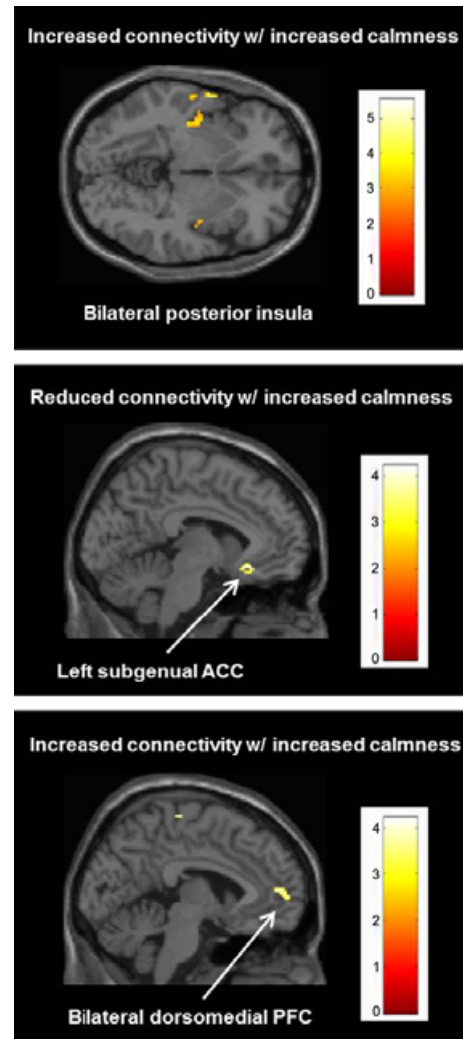 Increased connectivity w/ increased calmness
5
4
3
2
1
0
Bilateral posterior insula
Reduced connectivity w/ increased calmness
4
3
2
1
0
Left subgenual ACC
Increased connectivity w/ increased calmness
4
3
2
1
0
Bilateral dorsomedial PFC